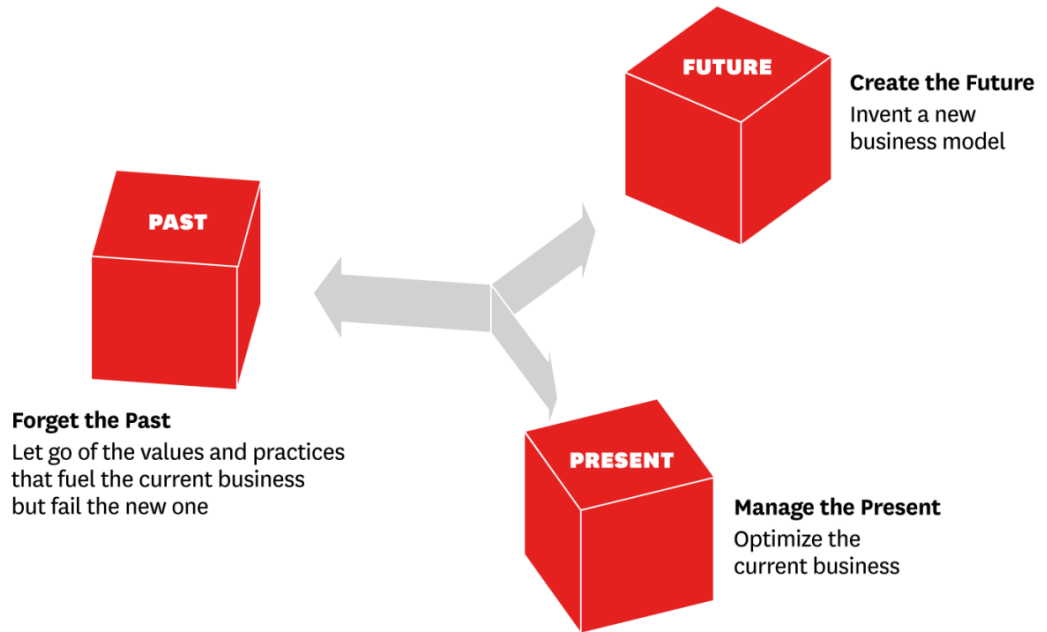 FUTURE
Create the Future
Invent a new
business model
PAST
Forget the Past
Let go of the values and practices
that fuel the current business
but fail the new one
PRESENT
Manage the Present
Optimize the
current business